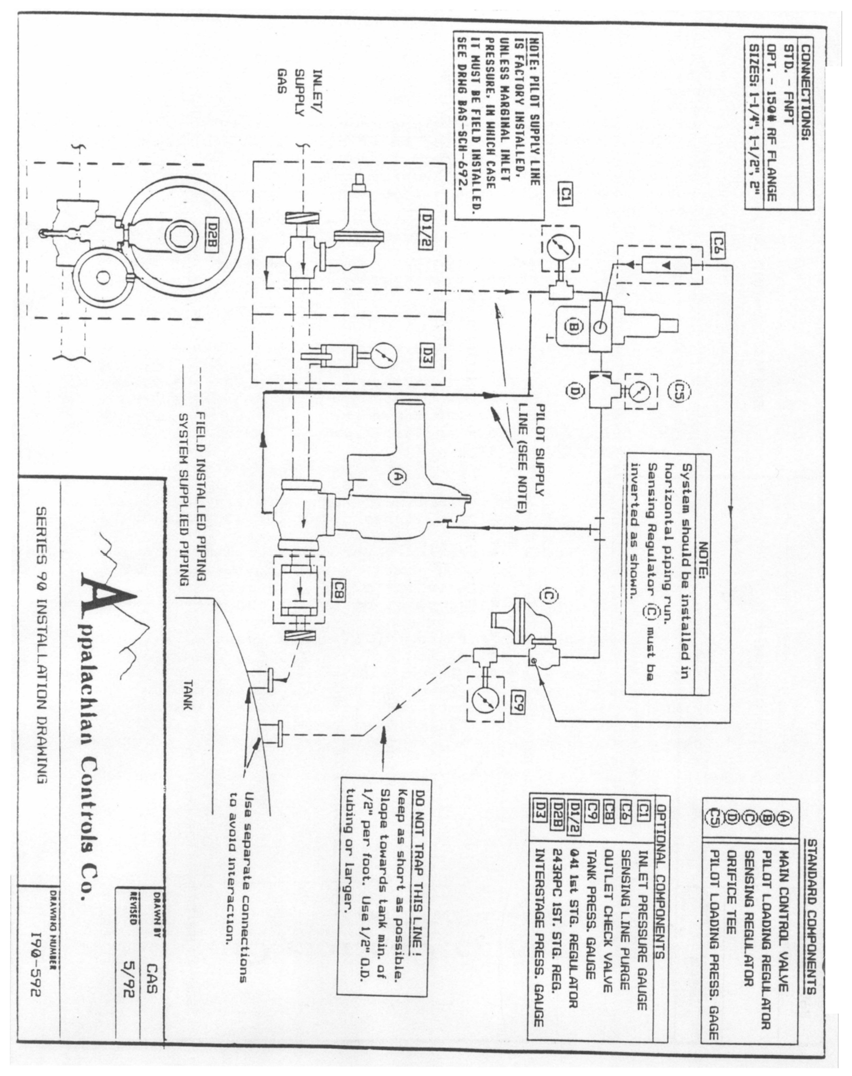 CONNECTIONS:
STD. - FNPT
OPT. - 150# RF FLANGE
SIZES: 1-1/4", 1-1/2", 2"
NOTE: PILOT SUPPLY LINE
IS FACTORY INSTALLED,
UNLESS MARGINAL INLET
PRESSURE, IN WHICH CASE
IT MUST BE FIELD INSTALLED.
SEE DRWG BAS-SCH-692.
INLET/
SUPPLY
GAS
C6
C1
B
C5
D
D1/2
D3
D2B
PILOT SUPPLY
LINE (SEE NOTE)
A
C8
NOTE:
System should be installed in
horizontal piping run.
Sensing Regulator (C) must be
inverted as shown.
C
C9
STANDARD COMPONENTS
A MAIN CONTROL VALVE
B PILOT LOADING REGULATOR
C SENSING REGULATOR
D ORIFICE TEE
C5 PILOT LOADING PRESS. GAGE
OPTIONAL COMPONENTS
C1 INLET PRESSURE GAUGE
C6 SENSING LINE PURGE
C8 OUTLET CHECK VALVE
C9 TANK PRESS. GAUGE
D1/2 041 1st STG. REGULATOR
D2B 243RPC 1ST. STG. REG.
D3 INTERSTAGE PRESS. GAUGE
DO NOT TRAP THIS LINE!
Keep as short as possible.
Slope towards tank min. of
1/2" per foot. Use 1/2" O.D.
tubing or larger.
Use separate connections
to avoid interaction.
TANK
---- FIELD INSTALLED PIPING
SYSTEM SUPPLIED PIPING
Appalachian Controls Co.
SERIES 90 INSTALLATION DRAWING
DRAWN BY
CAS
REVISED
5/92
DRAWING NUMBER
I90-592